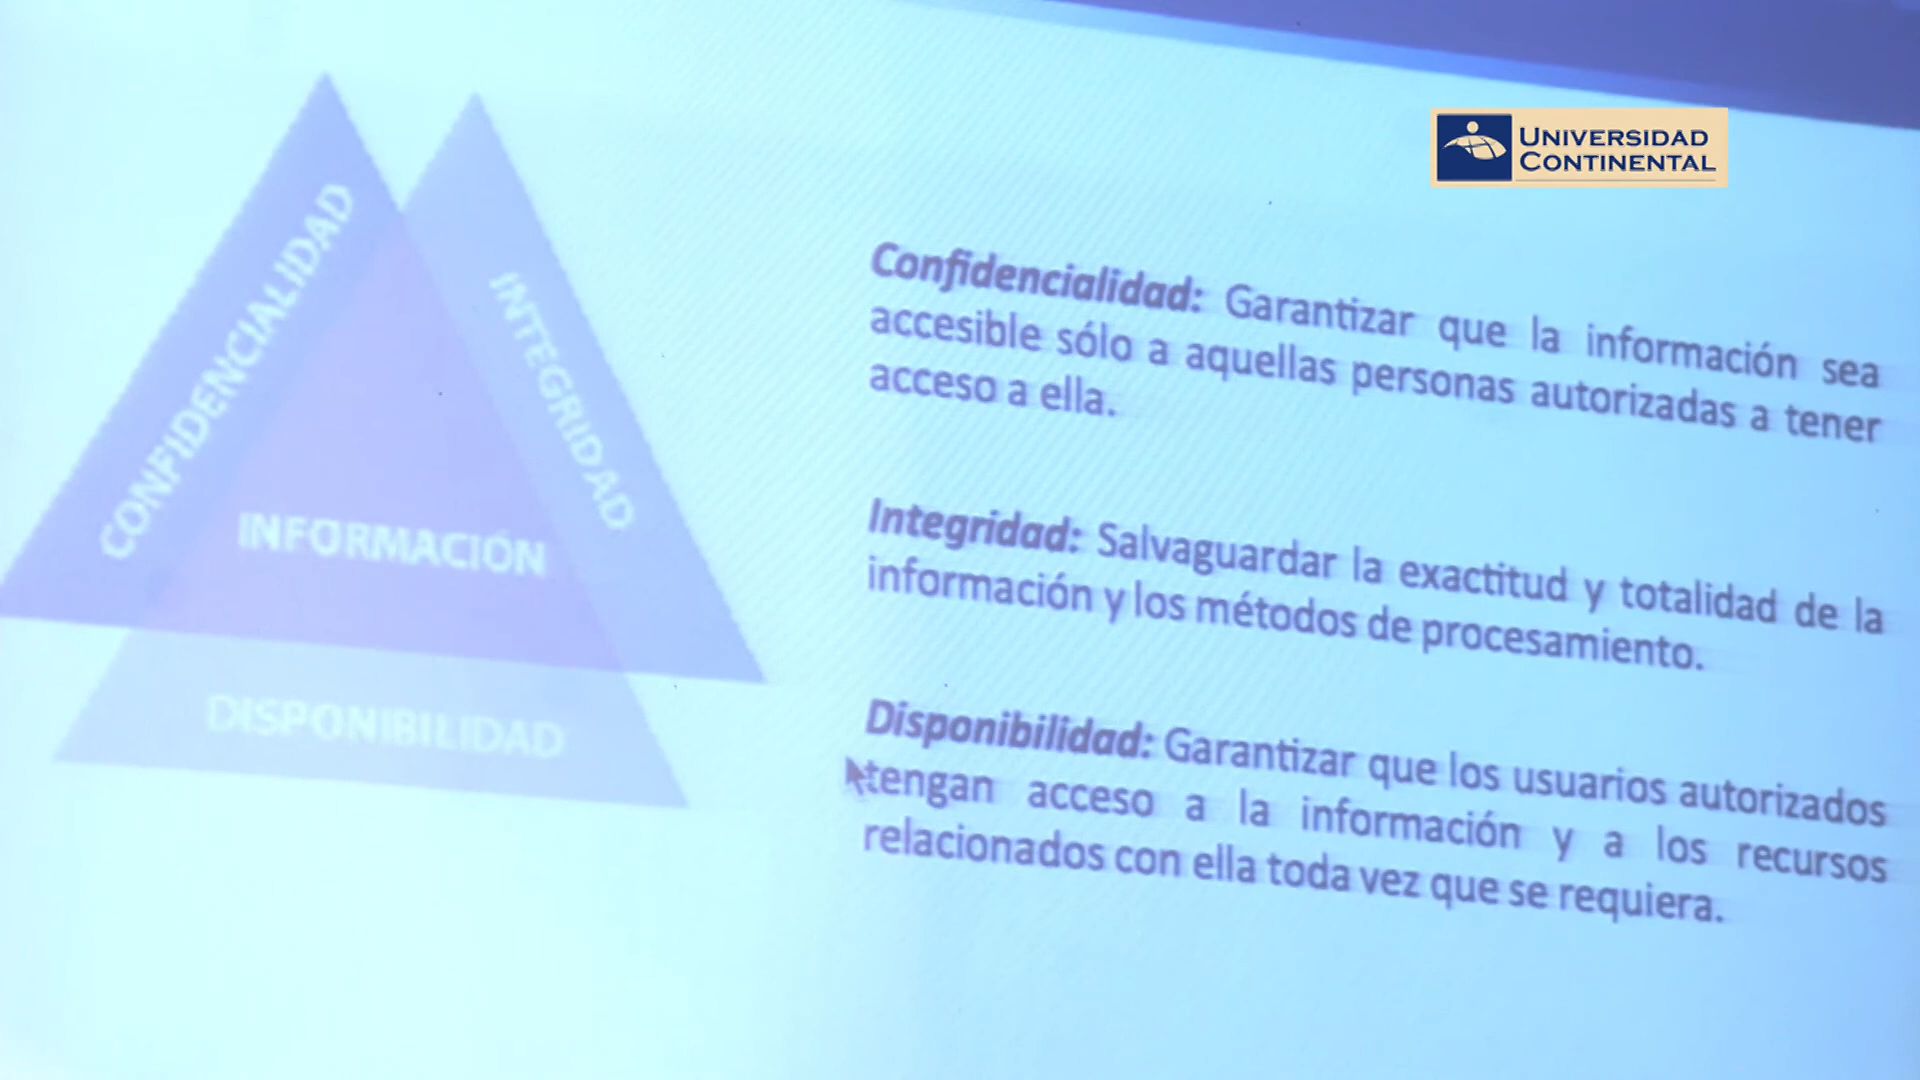 UNIVERSIDAD
CONTINENTAL
CONFIDENCIALIDAD
INTEGRIDAD
INFORMACIÓN
DISPONIBILIDAD
Confidencialidad: Garantizar que la información sea
accesible sólo a aquellas personas autorizadas a tener
acceso a ella.
Integridad: Salvaguardar la exactitud y totalidad de la
información y los métodos de procesamiento.
Disponibilidad: Garantizar que los usuarios autorizados
tengan acceso a la información y a los recursos
relacionados con ella toda vez que se requiera.